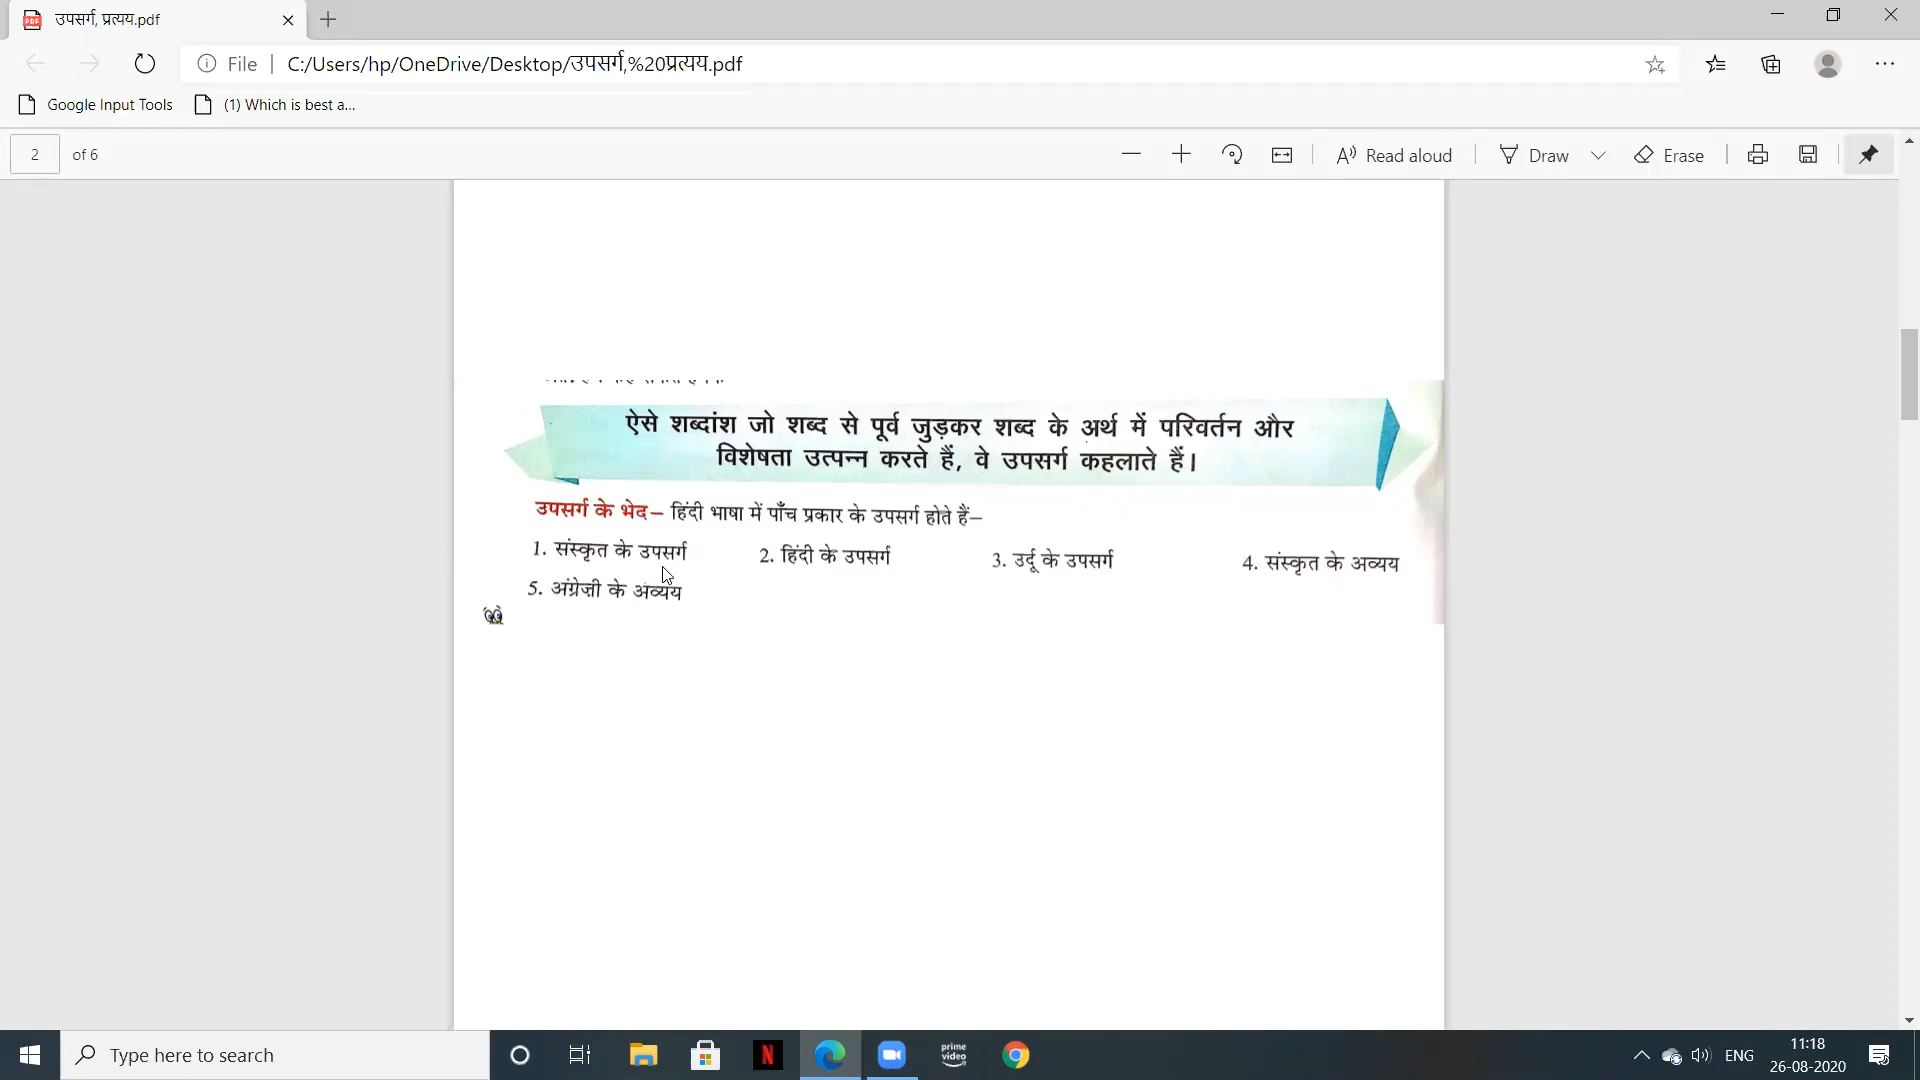 उपसर्ग, प्रत्यय.pdf
File | C:/Users/hp/OneDrive/Desktop/उपसर्ग,%20प्रत्यय.pdf
Google Input Tools (1) Which is best a...
2 of 6 Read aloud Draw Erase
ऐसे शब्दांश जो शब्द से पूर्व जुड़कर शब्द के अर्थ में परिवर्तन और
विशेषता उत्पन्न करते हैं, वे उपसर्ग कहलाते हैं।
उपसर्ग के भेद– हिंदी भाषा में पाँच प्रकार के उपसर्ग होते हैं–
1. संस्कृत के उपसर्ग 2. हिंदी के उपसर्ग 3. उर्दू के उपसर्ग 4. संस्कृत के अव्यय
5. अंग्रेज़ी के अव्यय
Type here to search prime video ENG 11:18
26-08-2020